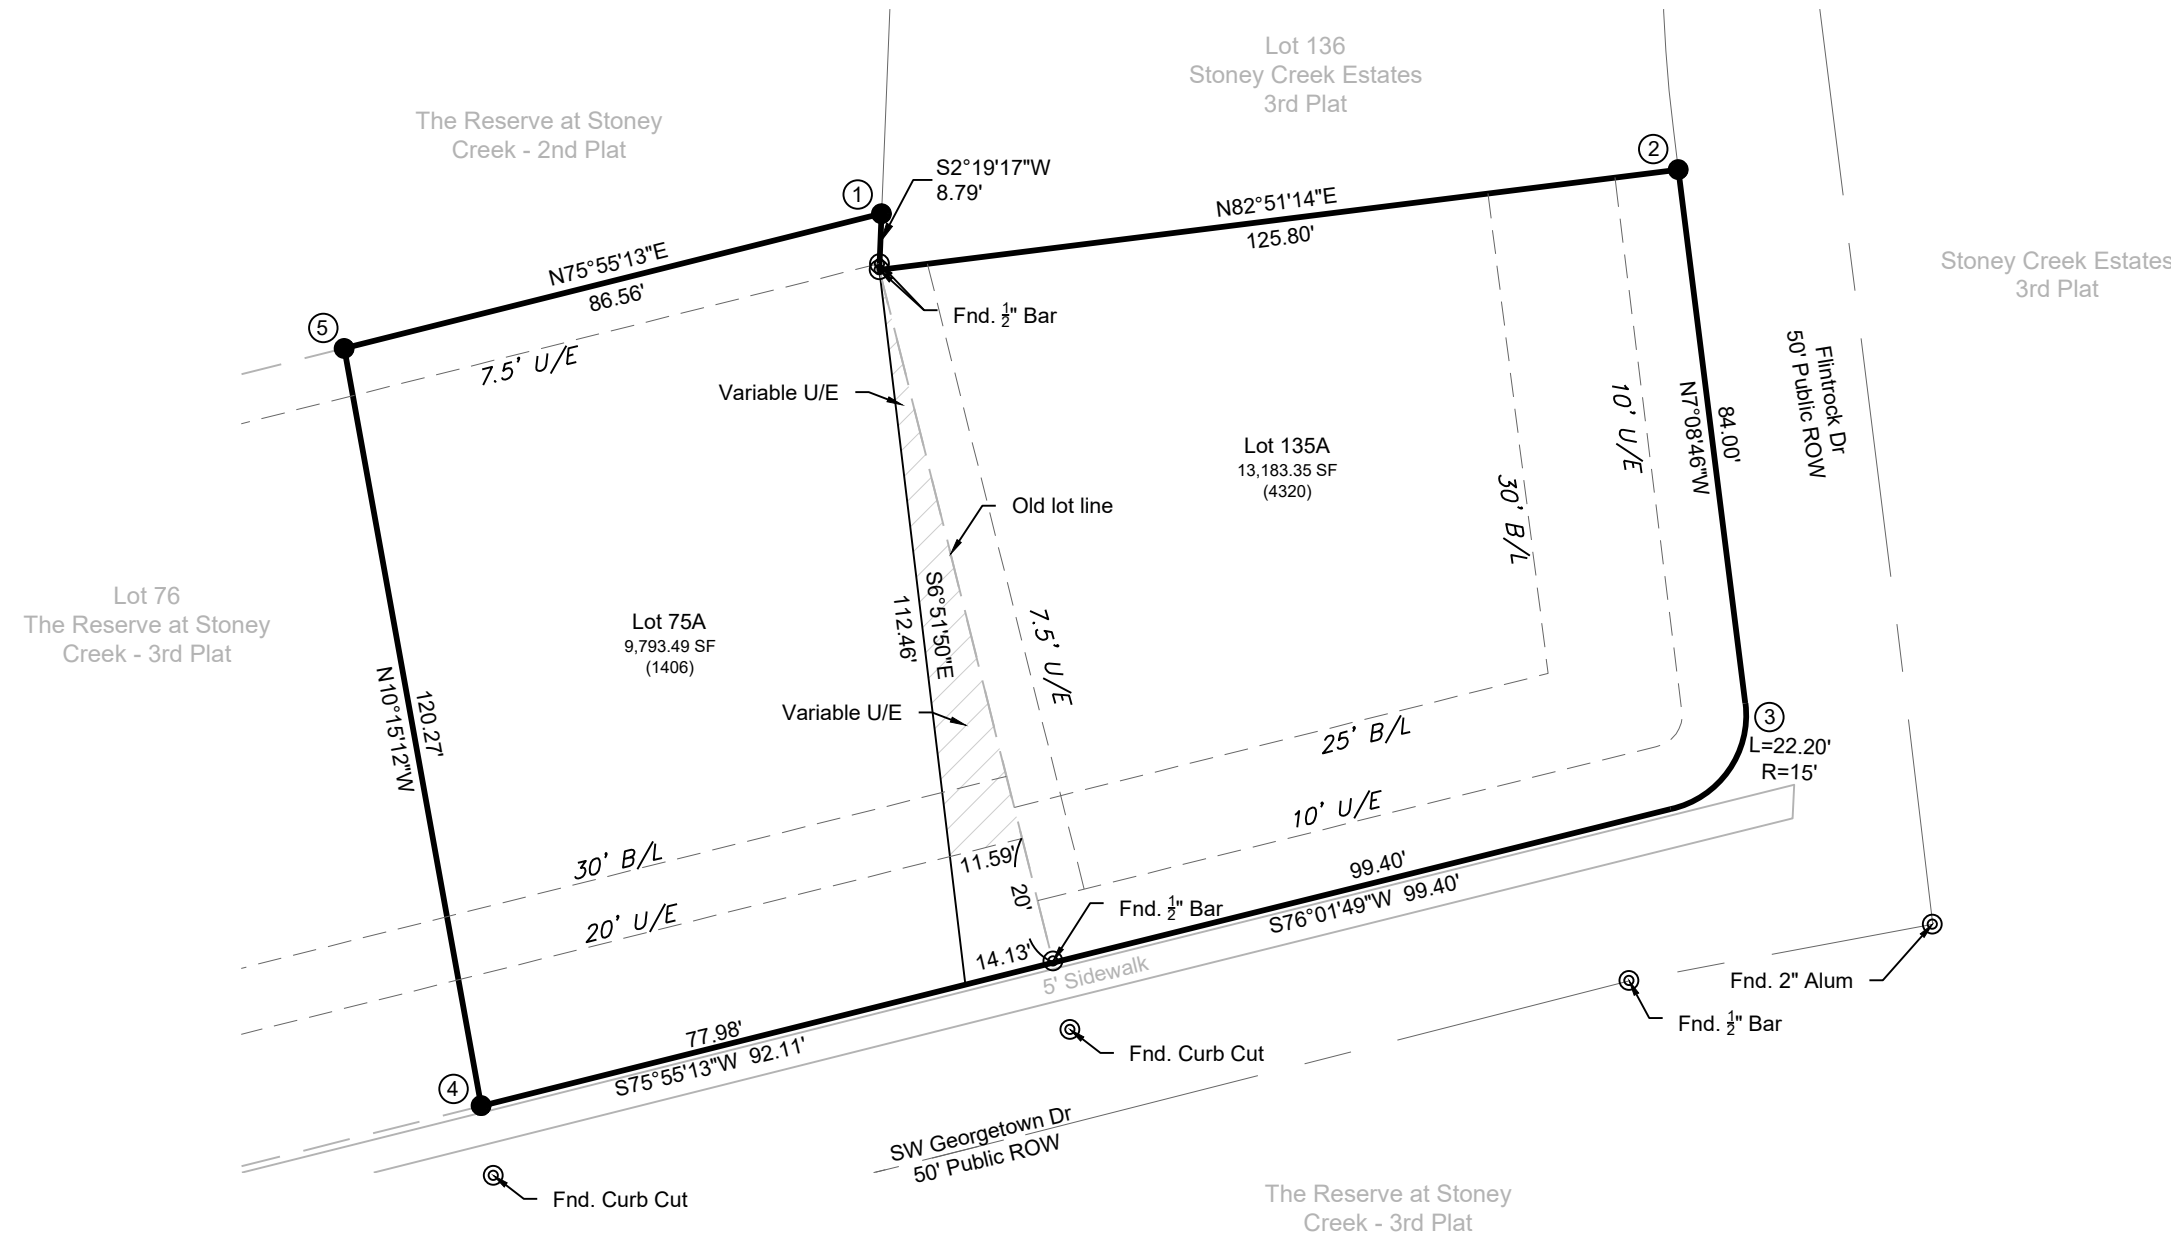 Lot 136
Stoney Creek Estates
3rd Plat
The Reserve at Stoney
Creek - 2nd Plat
S2°19'17"W
8.79'
1
2
N82°51'14"E
125.80'
N75°55'13"E
86.56'
Stoney Creek Estates
3rd Plat
Fnd. 1/2" Bar
5
7.5' U/E
Variable U/E
Flintrock Dr
50' Public ROW
10' U/E
N7°08'46"W
84.00'
Lot 135A
13,183.35 SF
(4320)
30' B/L
Old lot line
Lot 76
The Reserve at Stoney
Creek - 3rd Plat
Lot 75A
9,793.49 SF
(1406)
S6°51'50"E
112.46'
7.5' U/E
N10°15'12"W
120.27'
Variable U/E
3
L=22.20'
R=15'
25' B/L
10' U/E
30' B/L
11.59'
20'
99.40'
S76°01'49"W 99.40'
20' U/E
Fnd. 1/2" Bar
14.13'
5' Sidewalk
Fnd. 2" Alum
Fnd. 1/2" Bar
77.98'
S75°55'13"W 92.11'
Fnd. Curb Cut
4
SW Georgetown Dr
50' Public ROW
Fnd. Curb Cut
The Reserve at Stoney
Creek - 3rd Plat